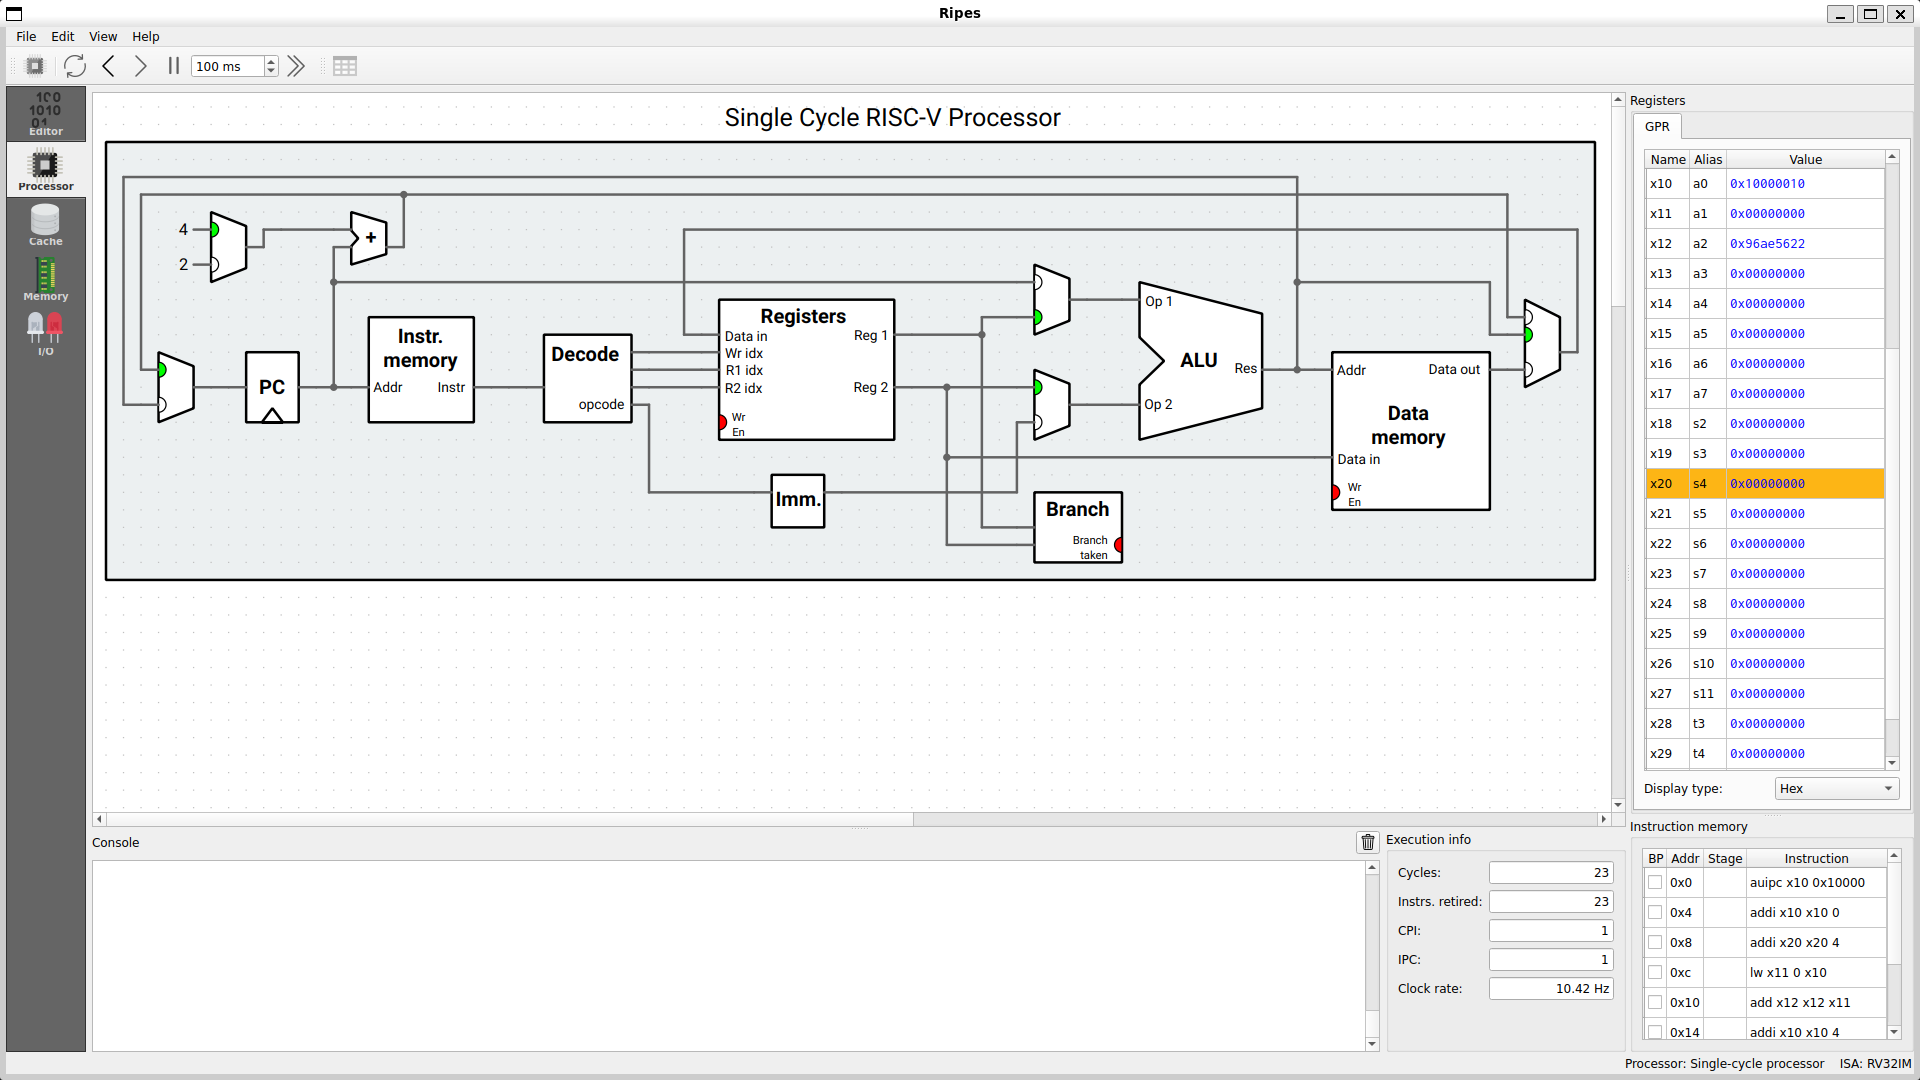 Ripes
File Edit View Help
100 ms
Editor
Processor
Cache
Memory
I/O
Single Cycle RISC-V Processor
4
2
+
PC
Instr.
memory
Addr Instr
Decode
opcode
Registers
Data in
Wr idx
R1 idx
R2 idx
Reg 1
Reg 2
Wr
En
Imm.
Op 1
ALU
Res
Op 2
Branch
Branch
taken
Addr Data out
Data
memory
Data in
Wr
En
Registers
GPR
Name Alias Value
x10 a0 0x10000010
x11 a1 0x00000000
x12 a2 0x96ae5622
x13 a3 0x00000000
x14 a4 0x00000000
x15 a5 0x00000000
x16 a6 0x00000000
x17 a7 0x00000000
x18 s2 0x00000000
x19 s3 0x00000000
x20 s4 0x00000000
x21 s5 0x00000000
x22 s6 0x00000000
x23 s7 0x00000000
x24 s8 0x00000000
x25 s9 0x00000000
x26 s10 0x00000000
x27 s11 0x00000000
x28 t3 0x00000000
x29 t4 0x00000000
Display type: Hex
Console
Execution info
Cycles: 23
Instrs. retired: 23
CPI: 1
IPC: 1
Clock rate: 10.42 Hz
Instruction memory
BP Addr Stage Instruction
0x0 auipc x10 0x10000
0x4 addi x10 x10 0
0x8 addi x20 x20 4
0xc lw x11 0 x10
0x10 add x12 x12 x11
0x14 addi x10 x10 4
Processor: Single-cycle processor ISA: RV32IM